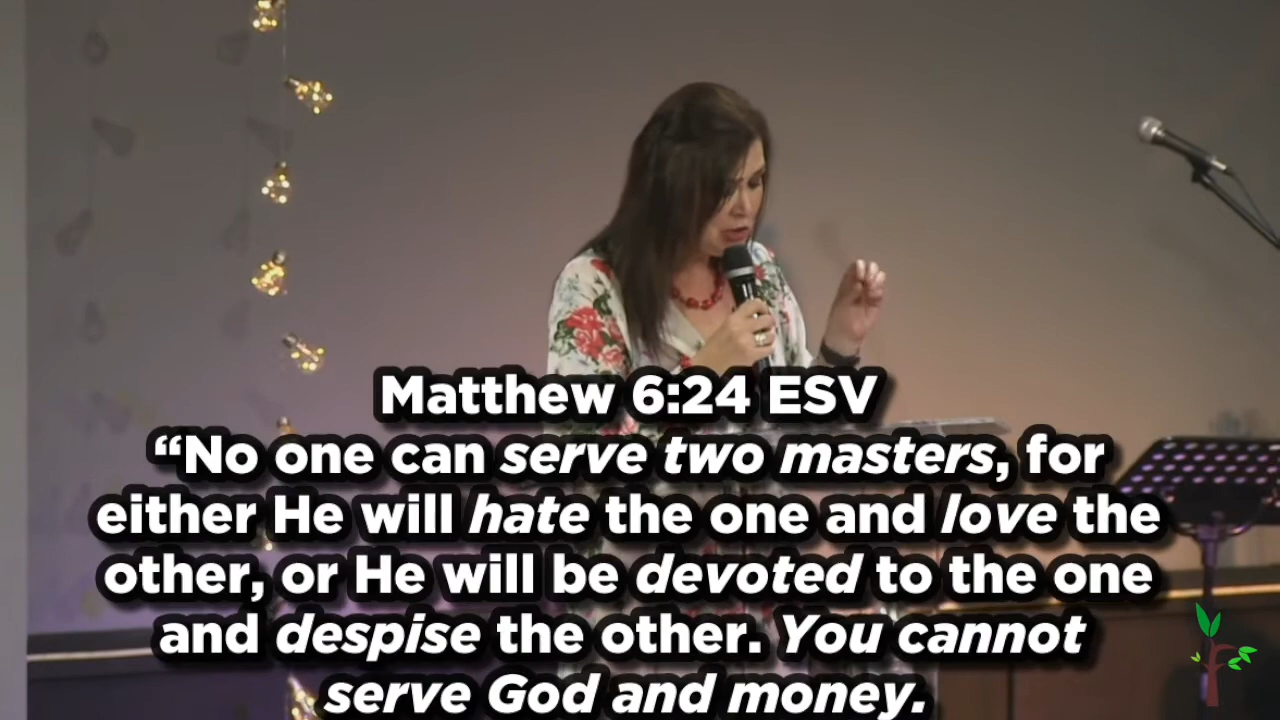 Matthew 6:24 ESV
“No one can serve two masters, for
either He will hate the one and love the
other, or He will be devoted to the one
and despise the other. You cannot
serve God and money.